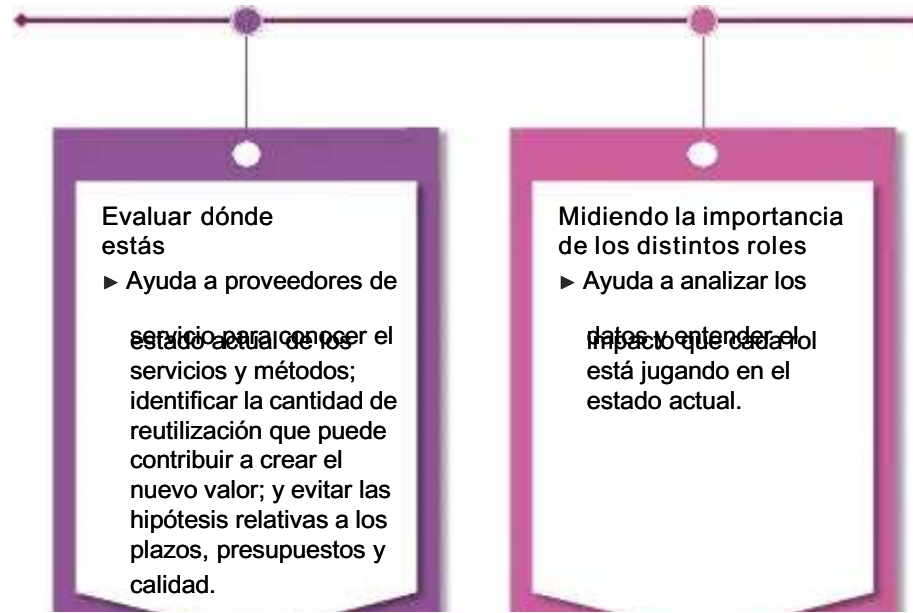 Evaluar dónde
estás
► Ayuda a proveedores de
servicio para conocer el
estado actual de los
servicios y métodos;
identificar la cantidad de
reutilización que puede
contribuir a crear el
nuevo valor; y evitar las
hipótesis relativas a los
plazos, presupuestos y
calidad.
Midiendo la importancia
de los distintos roles
► Ayuda a analizar los
datos y entender el
impacto que cada rol
está jugando en el
estado actual.